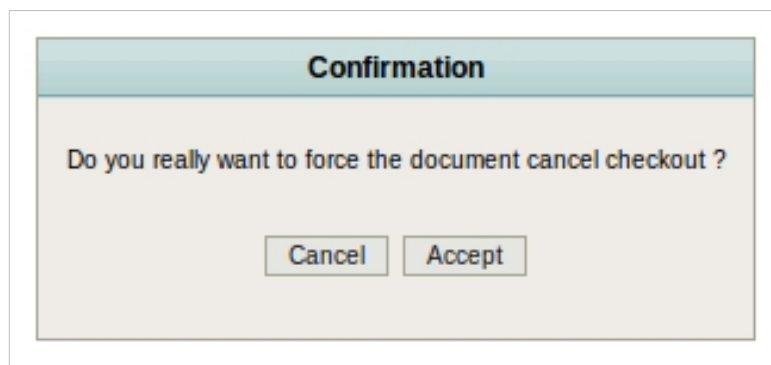 Confirmation
Do you really want to force the document cancel checkout ?
Cancel Accept